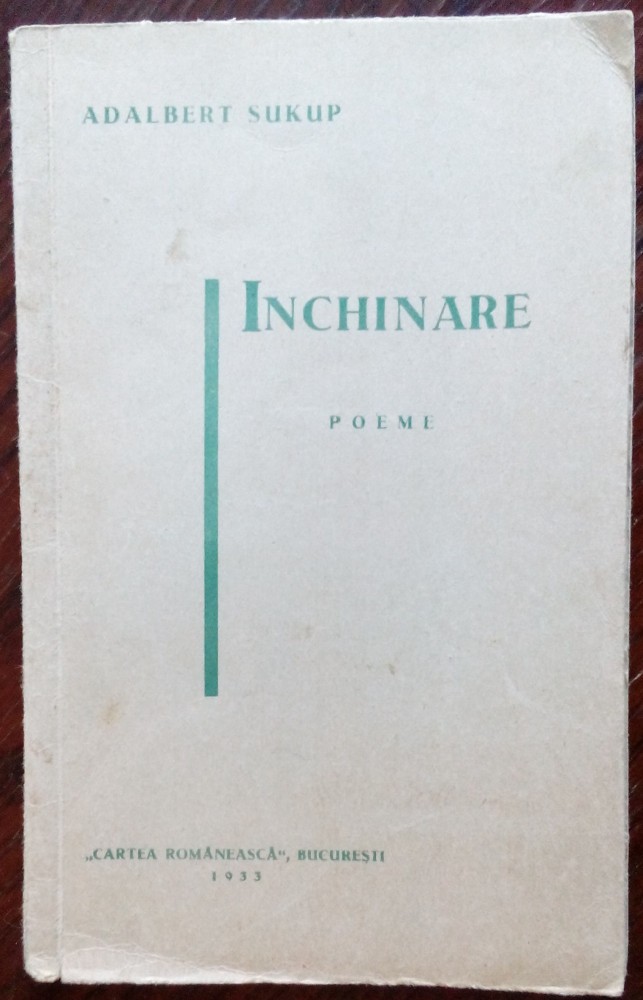 ADALBERT SUKUP
INCHINARE
POEME
„CARTEA ROMÂNEASCĂ“, BUCUREȘTI
1933